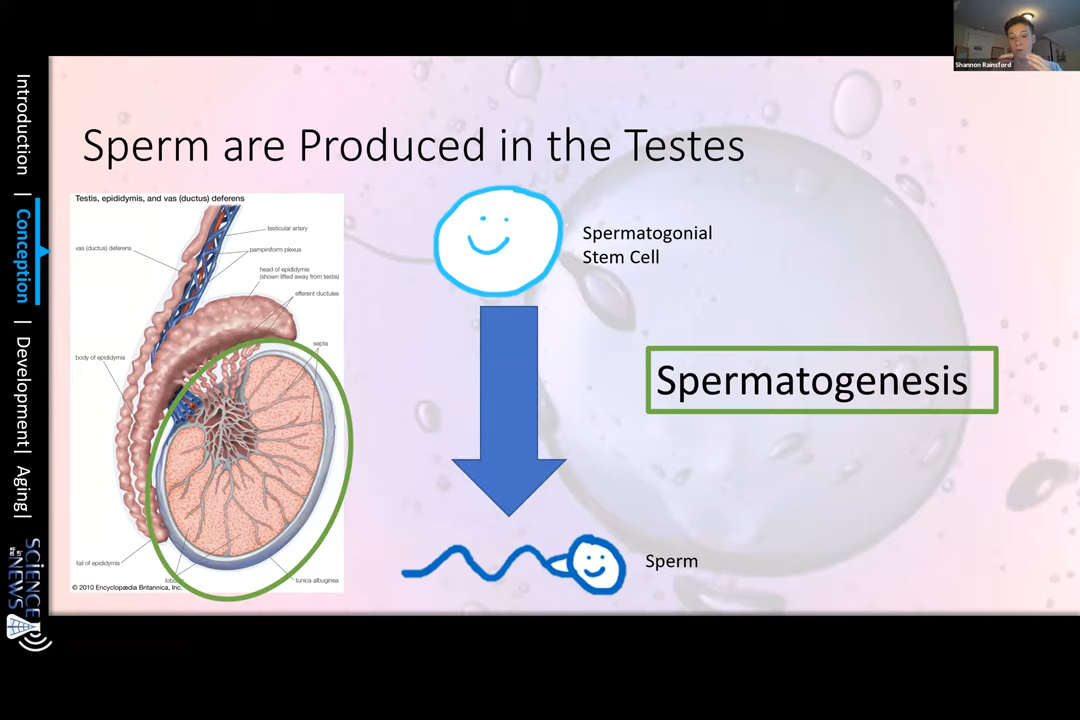 Shannon Rainsford
Introduction | Conception | Development| Aging|
SCIENCE
IN THE
NEWS
Sperm are Produced in the Testes
Testis, epididymis, and vas (ductus) deferens
testicular artery
vas (ductus) deferens
pampiniform plexus
head of epididymis
(shown lifted away from testis)
efferent ductules
septa
body of epididymis
tail of epididymis
tunica albuginea
© 2010 Encyclopædia Britannica, Inc.
Spermatogonial
Stem Cell
Spermatogenesis
Sperm